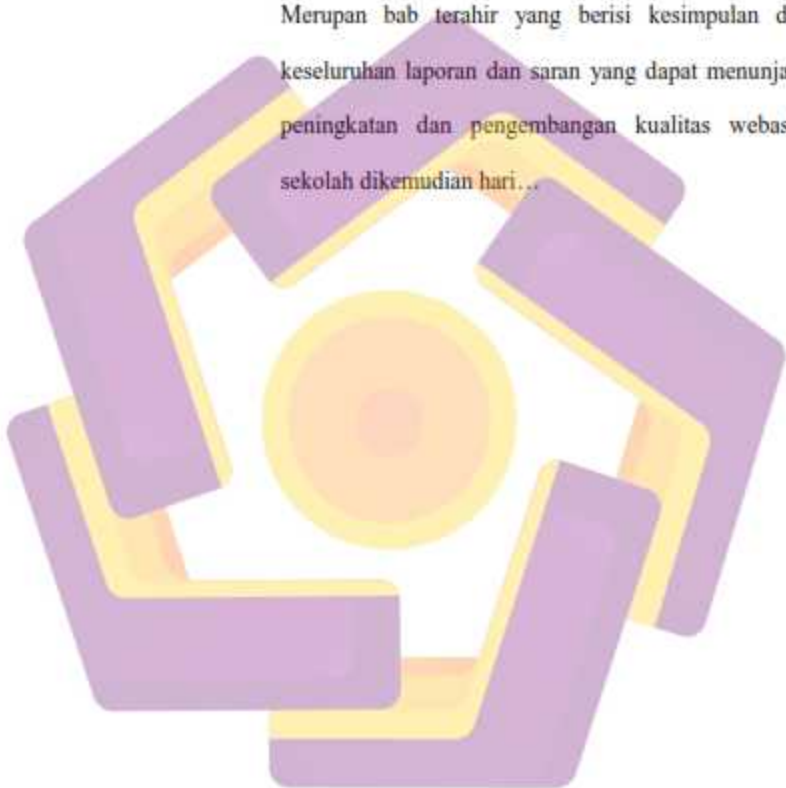 Merupan bab terahir yang berisi kesimpulan d
keseluruhan laporan dan saran yang dapat menunja
peningkatan dan pengembangan kualitas webas
sekolah dikemudian hari…